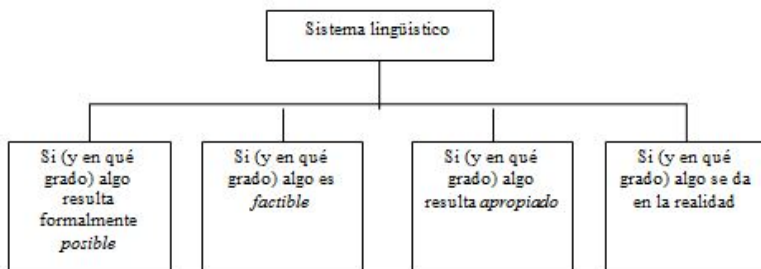 Sistema lingüistico
Si (y en qué
grado) algo
resulta
formalmente
posible
Si (y en qué
grado) algo es
factible
Si (y en qué
grado) algo
resulta apropiado
Si (y en qué
grado) algo se da
en la realidad